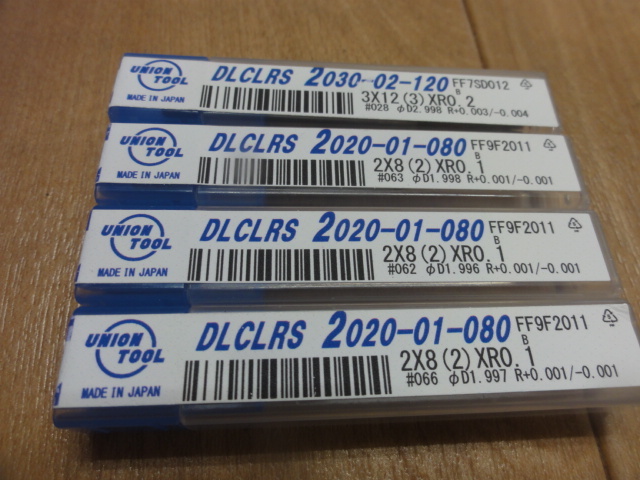 UNION TOOL
MADE IN JAPAN
DLCLRS 2030-02-120 FF7SD012
B
3X12(3)XR0.2
#028 φD2.998 R+0.003/-0.004
UNION TOOL
MADE IN JAPAN
DLCLRS 2020-01-080 FF9F2011
B
2X8(2)XR0.1
#063 φD1.998 R+0.001/-0.001
UNION TOOL
MADE IN JAPAN
DLCLRS 2020-01-080 FF9F2011
B
2X8(2)XR0.1
#062 φD1.996 R+0.001/-0.001
UNION TOOL
MADE IN JAPAN
DLCLRS 2020-01-080 FF9F2011
B
2X8(2)XR0.1
#066 φD1.997 R+0.001/-0.001